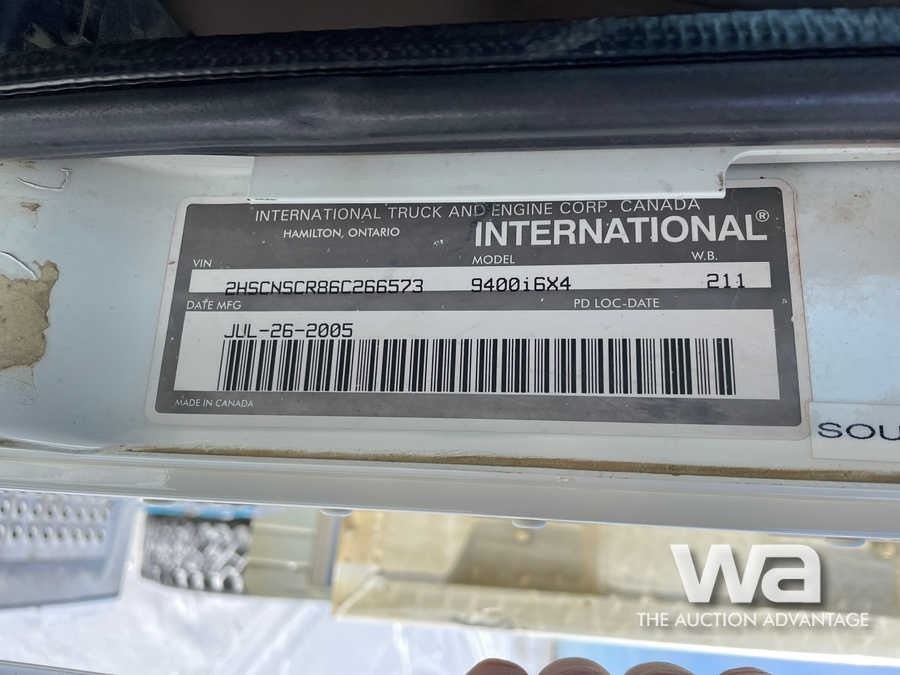 INTERNATIONAL TRUCK AND ENGINE CORP. CANADA
HAMILTON, ONTARIO
INTERNATIONAL®
VIN MODEL W.B.
2HSCNSCR86C266573 9400i6X4 211
DATE MFG PD LOC-DATE
JUL-26-2005
MADE IN CANADA
SOU
wa
THE AUCTION ADVANTAGE